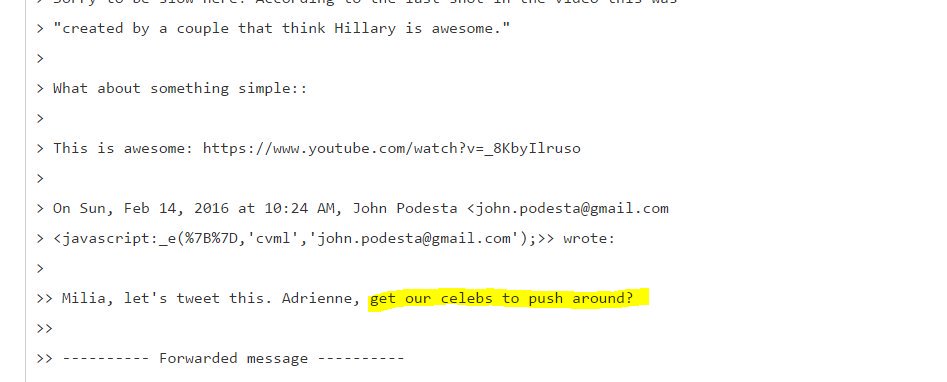 > Sorry to be slow here. According to the last shot in the video this was
> "created by a couple that think Hillary is awesome."
>
> What about something simple::
>
> This is awesome: https://www.youtube.com/watch?v=_8KbyIlruso
>
> On Sun, Feb 14, 2016 at 10:24 AM, John Podesta <john.podesta@gmail.com
> <javascript:_e(%7B%7D,'cvml','john.podesta@gmail.com');>> wrote:
>
>> Milia, let's tweet this. Adrienne, get our celebs to push around?
>>
>> ---------- Forwarded message ----------